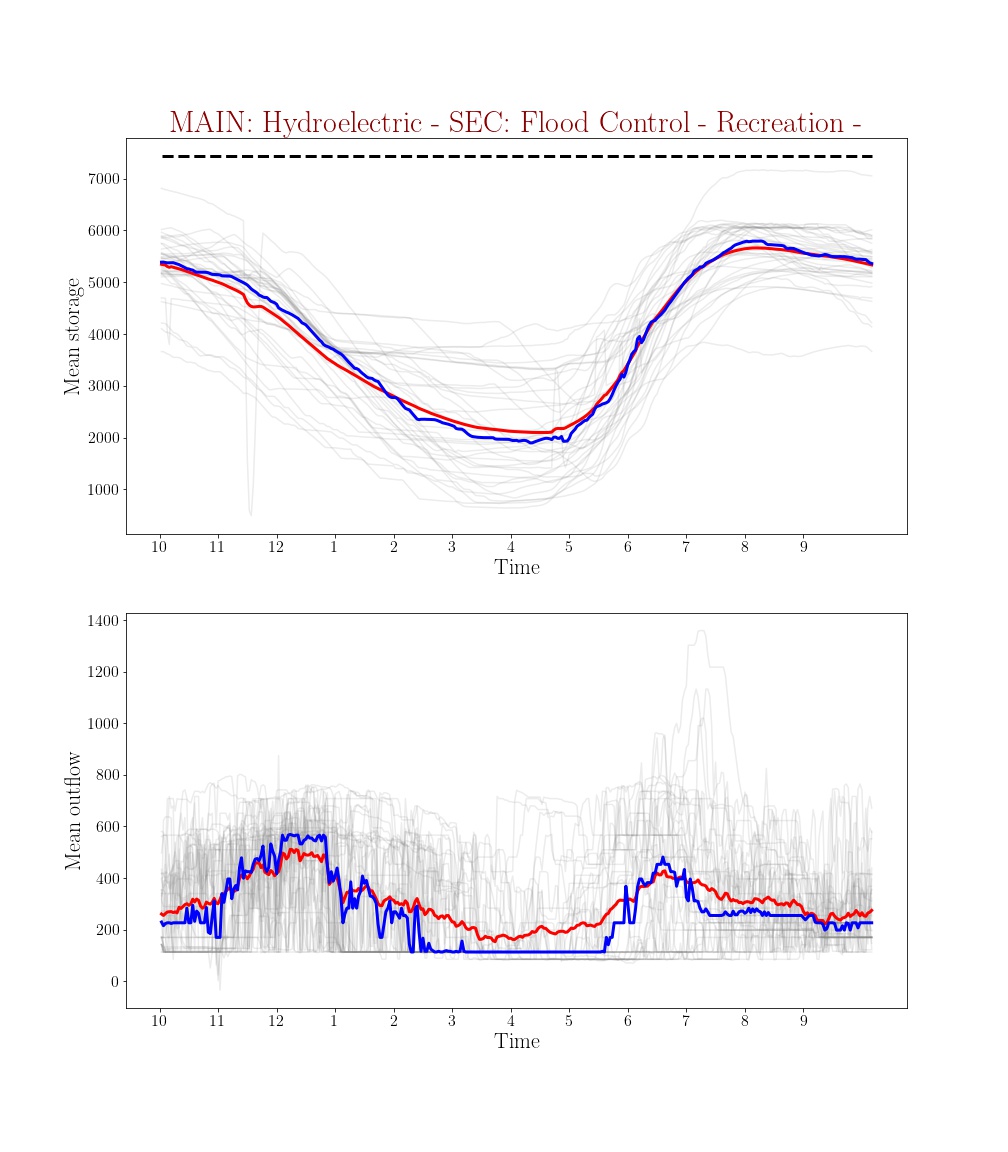 MAIN: Hydroelectric - SEC: Flood Control - Recreation -
7000
6000
5000
4000
3000
2000
1000
Mean storage
10 11 12 1 2 3 4 5 6 7 8 9
Time
1400
1200
1000
800
600
400
200
0
Mean outflow
10 11 12 1 2 3 4 5 6 7 8 9
Time